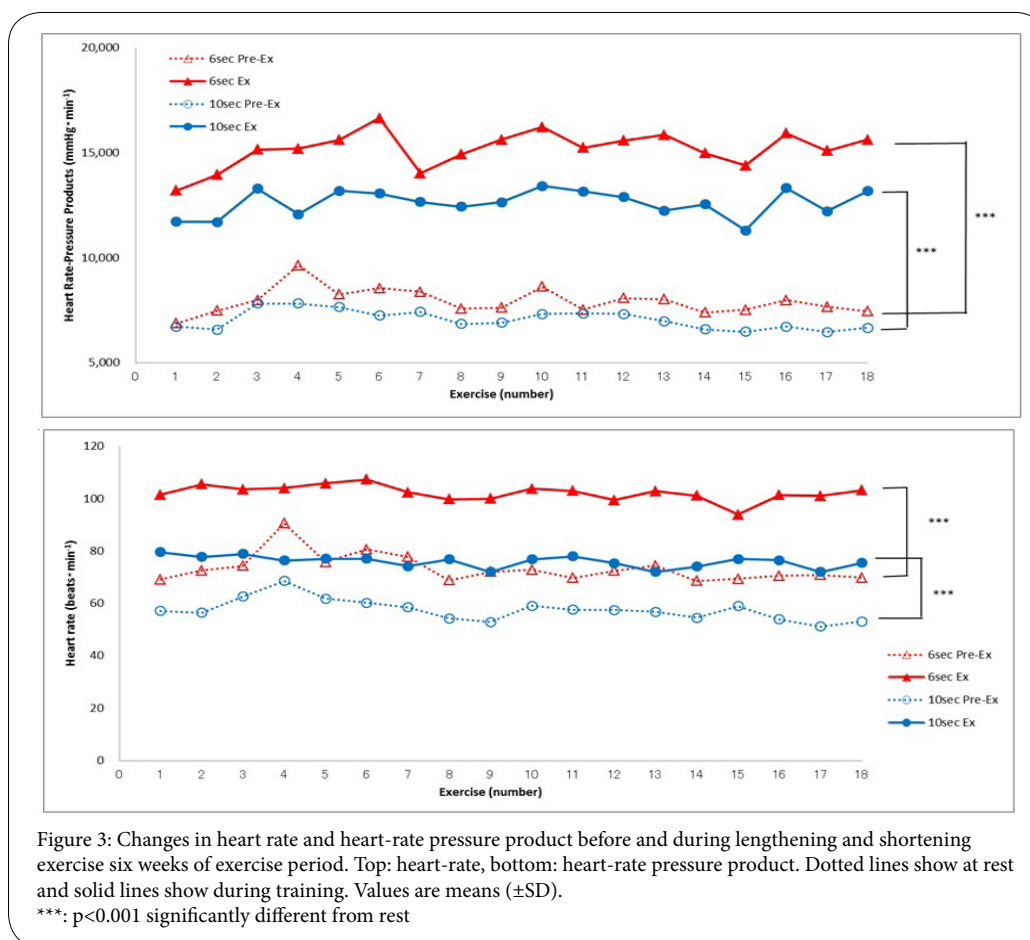 20,000
15,000
10,000
5,000
Heart Rate-Pressure Products (mmHg· min⁻¹)
6sec Pre-Ex
6sec Ex
10sec Pre-Ex
10sec Ex
***
***
0 1 2 3 4 5 6 7 8 9 10 11 12 13 14 15 16 17 18
Exercise (number)
120
100
80
60
40
20
0
Heart rate (beats· min⁻¹)
***
***
6sec Pre-Ex
6sec Ex
10sec Pre-Ex
10sec Ex
0 1 2 3 4 5 6 7 8 9 10 11 12 13 14 15 16 17 18
Exercise (number)
Figure 3: Changes in heart rate and heart-rate pressure product before and during lengthening and shortening
exercise six weeks of exercise period. Top: heart-rate, bottom: heart-rate pressure product. Dotted lines show at rest
and solid lines show during training. Values are means (±SD).
***: p<0.001 significantly different from rest